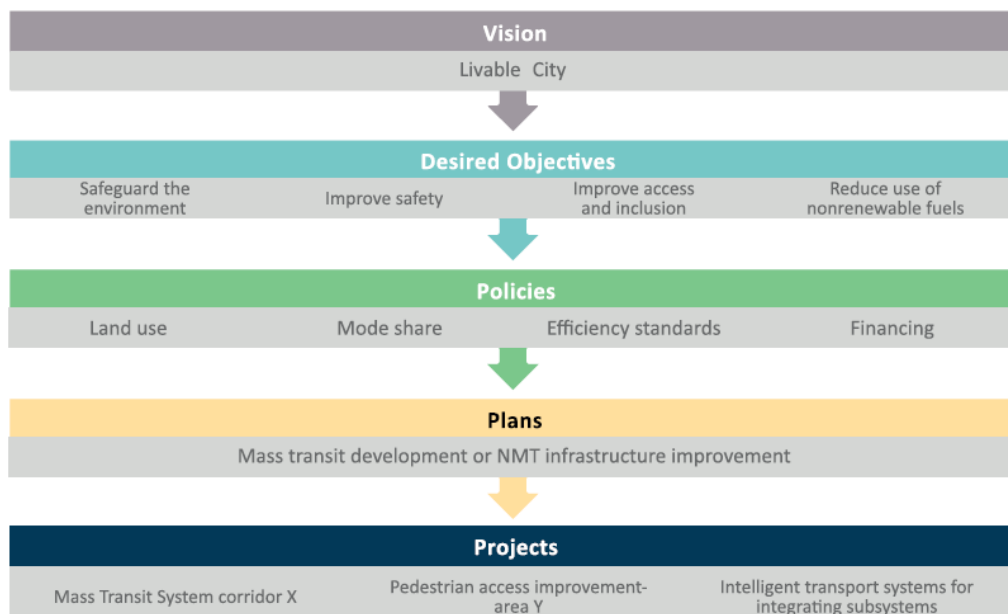 Vision
Livable City
Desired Objectives
Safeguard the
environment
Improve safety
Improve access
and inclusion
Reduce use of
nonrenewable fuels
Policies
Land use
Mode share
Efficiency standards
Financing
Plans
Mass transit development or NMT infrastructure improvement
Projects
Mass Transit System corridor X
Pedestrian access improvement-
area Y
Intelligent transport systems for
integrating subsystems